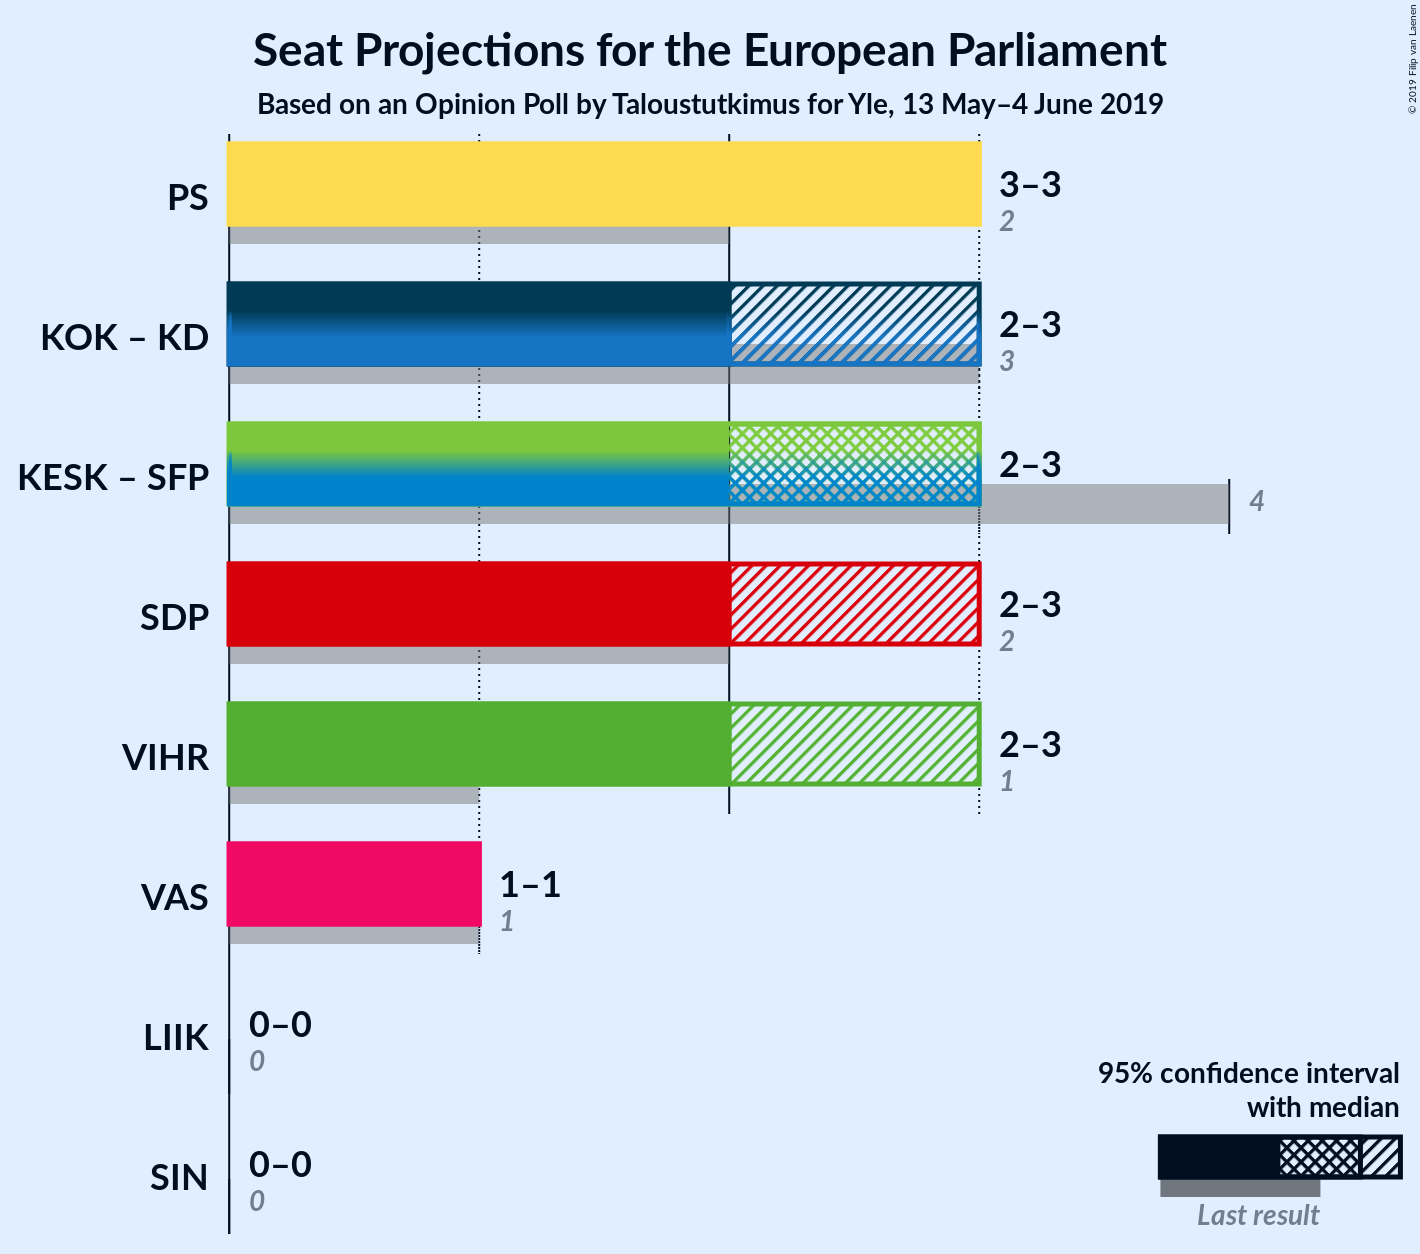 Seat Projections for the European Parliament
Based on an Opinion Poll by Taloustutkimus for Yle, 13 May–4 June 2019
© 2019 Filip van Laenen
PS
3–3
2
KOK – KD
2–3
3
KESK – SFP
2–3
4
SDP
2–3
2
VIHR
2–3
1
VAS
1–1
1
LIIK
0–0
0
SIN
0–0
0
95% confidence interval
with median
Last result